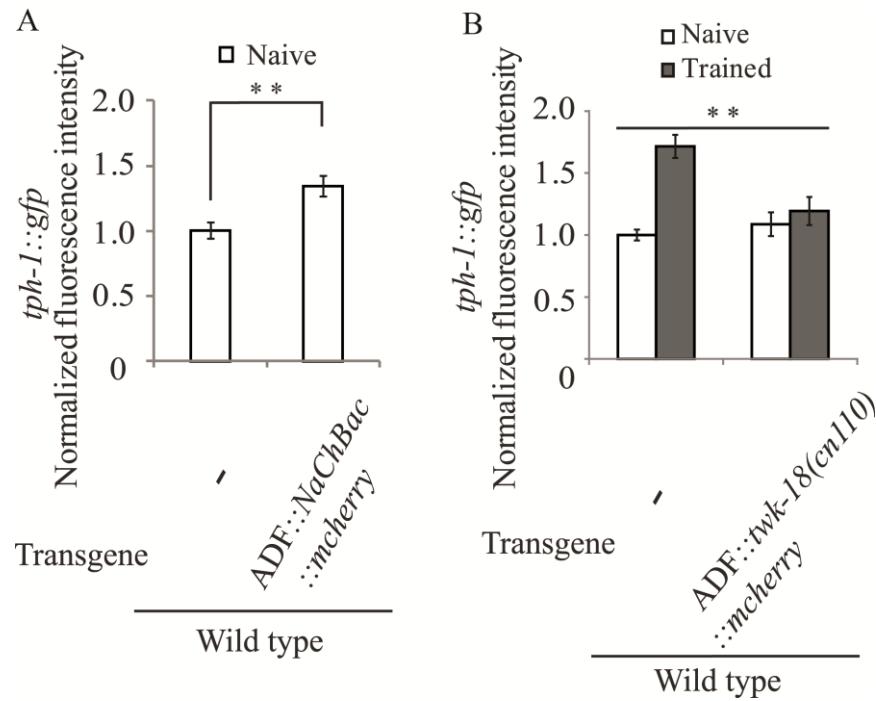 A
Naive
* *
tph-1::gfp
Normalized fluorescence intensity
2.0
1.5
1.0
0.5
0
Transgene
-
ADF::NaChBac
::mcherry
Wild type
B
Naive
Trained
* *
tph-1::gfp
Normalized fluorescence intensity
2.0
1.5
1.0
0.5
0
Transgene
-
ADF::twk-18(cn110)
::mcherry
Wild type